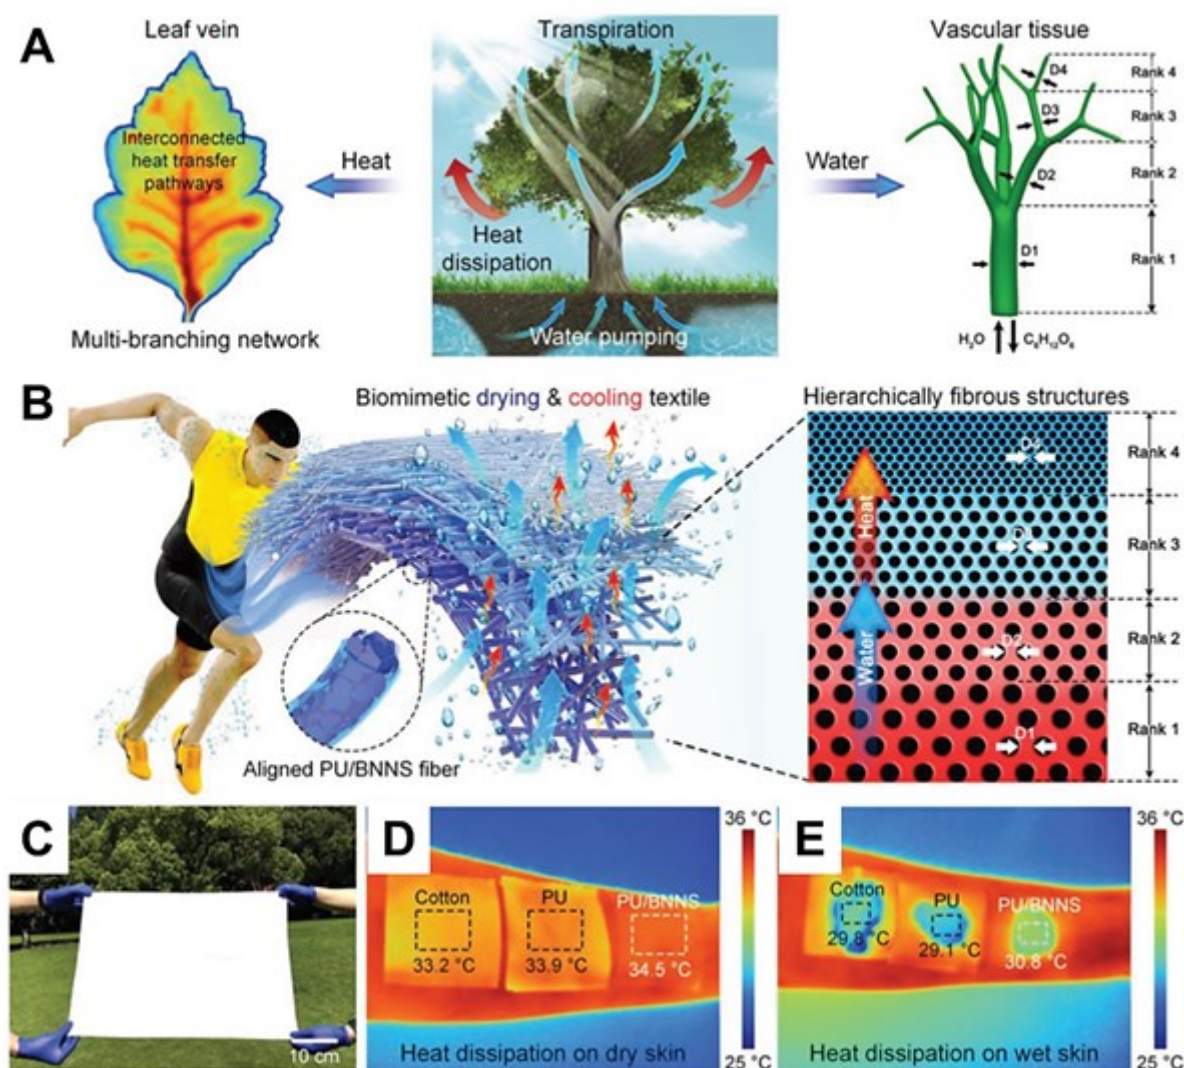 A
Leaf vein
Interconnected
heat transfer
pathways
Multi-branching network
Heat
Transpiration
Heat
dissipation
Water pumping
Water
Vascular tissue
D4
D3
D2
D1
Rank 4
Rank 3
Rank 2
Rank 1
H₂O
C₆H₁₂O₆
B
Biomimetic drying & cooling textile
Aligned PU/BNNS fiber
Hierarchically fibrous structures
Heat
Water
D4
D3
D2
D1
Rank 4
Rank 3
Rank 2
Rank 1
C
10 cm
D
Cotton
33.2 °C
PU
33.9 °C
PU/BNNS
34.5 °C
Heat dissipation on dry skin
36 °C
25 °C
E
Cotton
29.8 °C
PU
29.1 °C
PU/BNNS
30.8 °C
Heat dissipation on wet skin
36 °C
25 °C